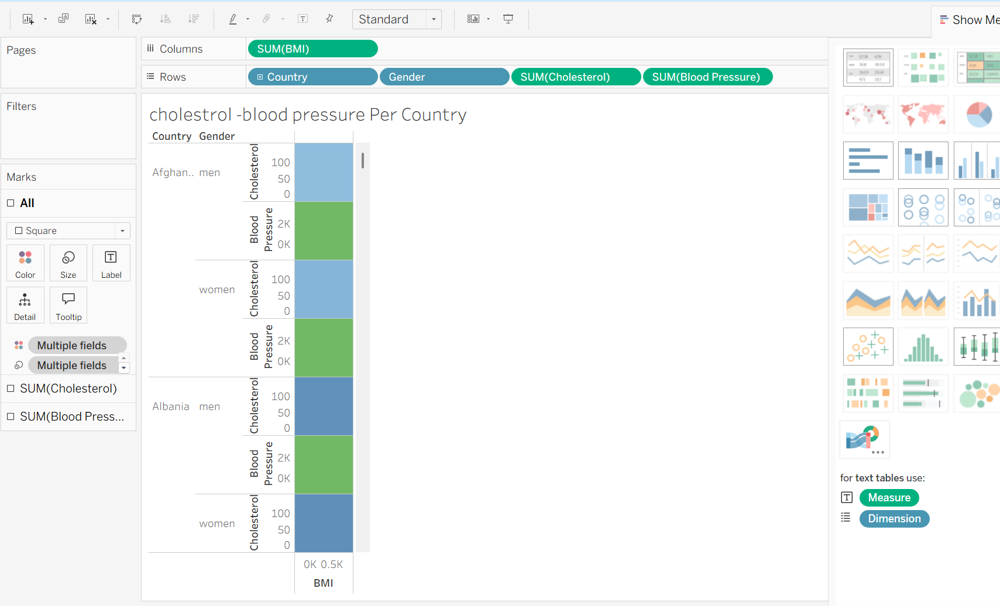 Standard
Show Me
Pages
Columns
SUM(BMI)
Rows
Country
Gender
SUM(Cholesterol)
SUM(Blood Pressure)
Filters
cholestrol -blood pressure Per Country
Country Gender
Afghan.. men
Cholesterol
100
50
0
Blood
Pressure
2K
0K
women
Cholesterol
100
50
0
Blood
Pressure
2K
0K
Albania men
Cholesterol
100
50
0
Blood
Pressure
2K
0K
women
Cholesterol
100
50
0
0K 0.5K
BMI
Marks
All
Square
Color
Size
Label
Detail
Tooltip
Multiple fields
Multiple fields
SUM(Cholesterol)
SUM(Blood Press...
for text tables use:
Measure
Dimension